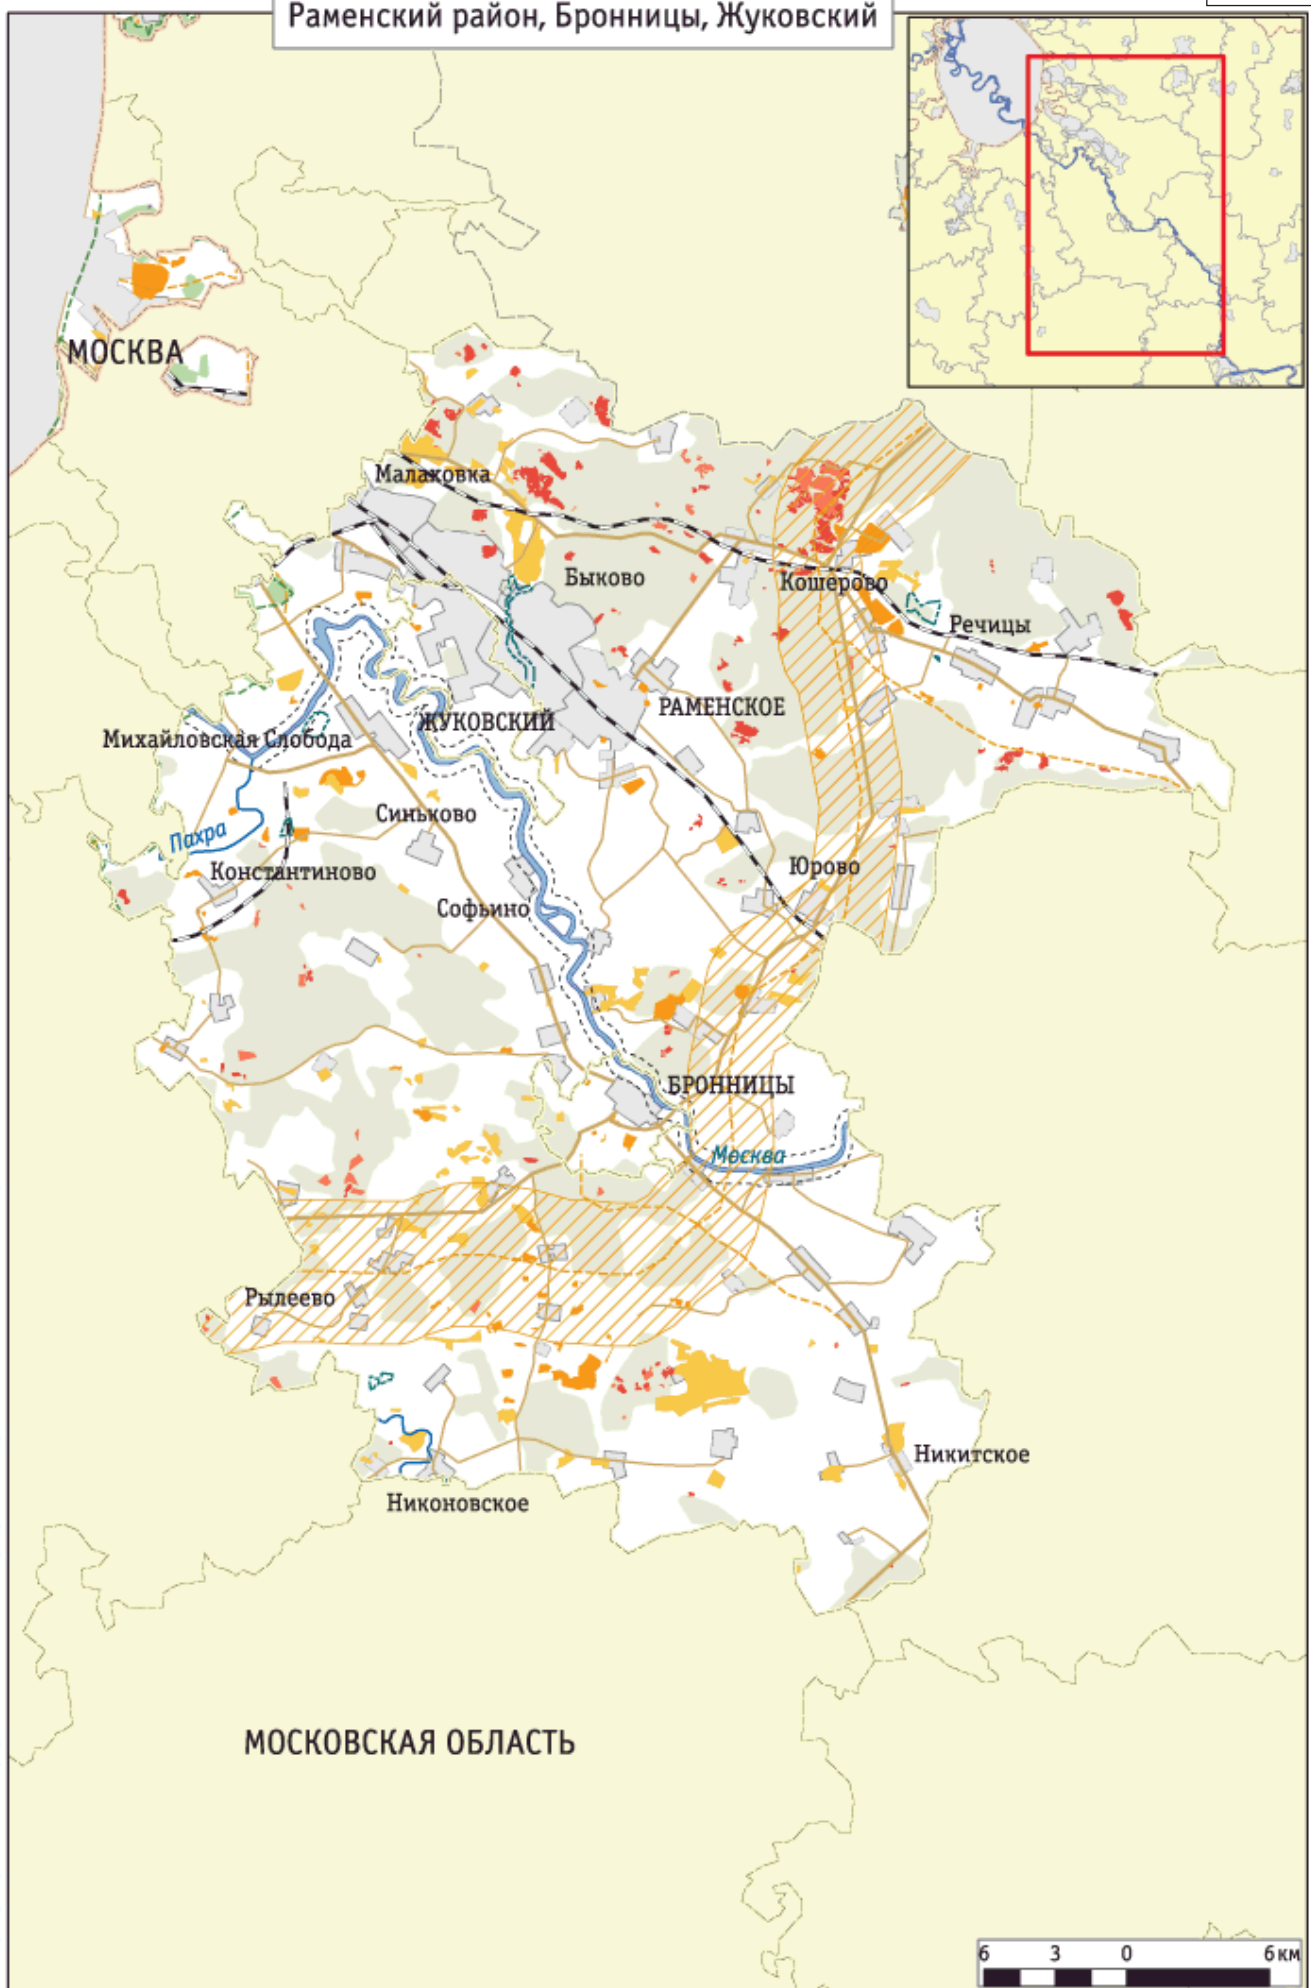 Раменский район, Бронницы, Жуковский
МОСКВА
Малаховка
Быково
Кошерово
Речицы
РАМЕНСКОЕ
ЖУКОВСКИЙ
Михайловская Слобода
Синьково
Пахра
Константиново
Юрово
Софьино
БРОННИЦЫ
Москва
Рылеево
Никитское
Никоновское
МОСКОВСКАЯ ОБЛАСТЬ
6 3 0 6 км